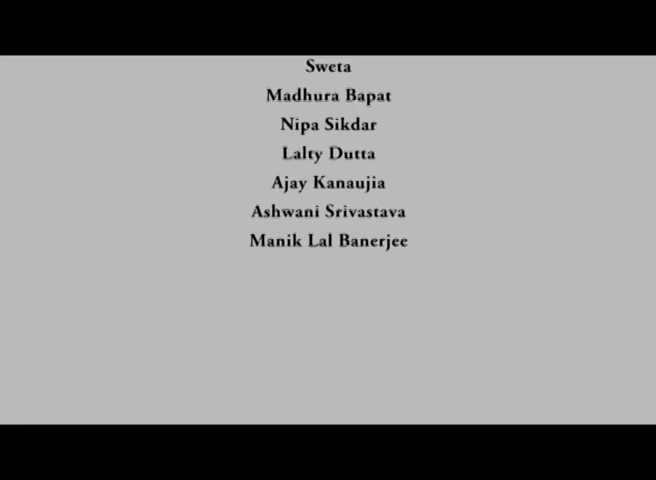 Sweta
Madhura Bapat
Nipa Sikdar
Lalty Dutta
Ajay Kanaujia
Ashwani Srivastava
Manik Lal Banerjee